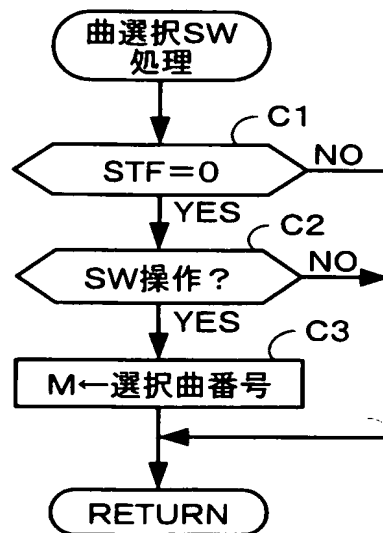 曲選択SW
処理
C1
STF=0
NO
YES
C2
SW操作?
NO
YES
C3
M←選択曲番号
RETURN